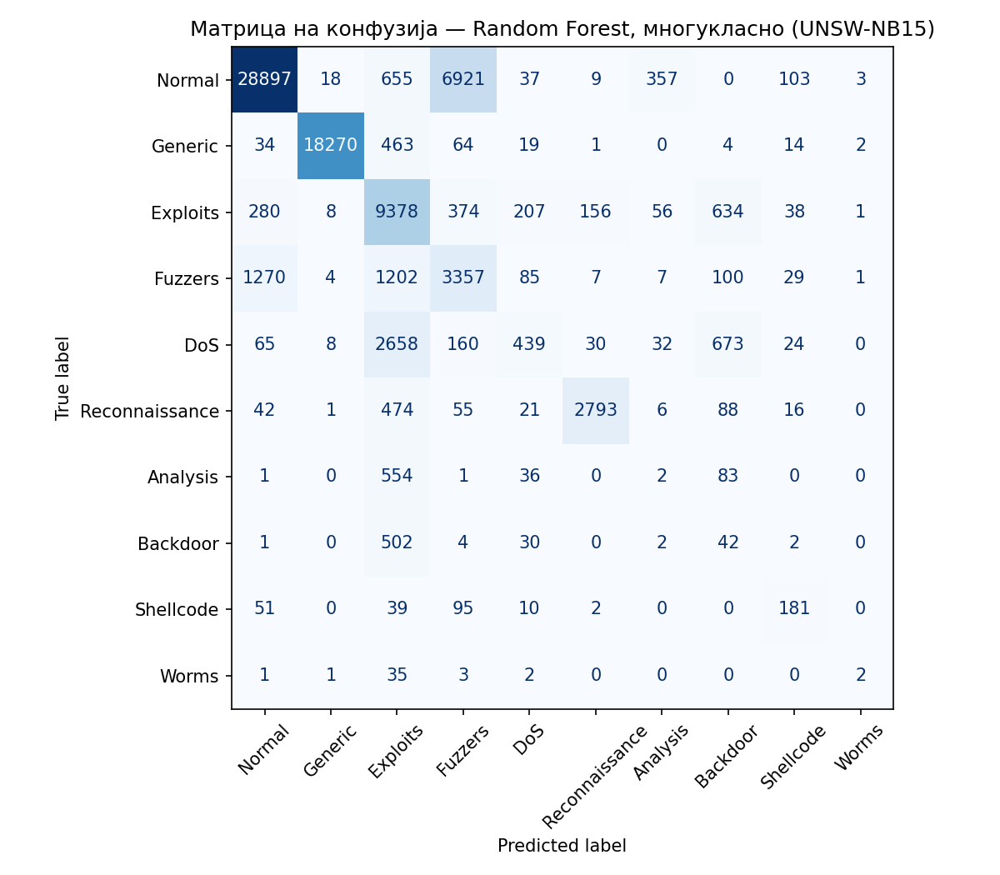 Матрица на конфузија — Random Forest, многукласно (UNSW-NB15)
Normal 28897 18 655 6921 37 9 357 0 103 3
Generic 34 18270 463 64 19 1 0 4 14 2
Exploits 280 8 9378 374 207 156 56 634 38 1
Fuzzers 1270 4 1202 3357 85 7 7 100 29 1
DoS 65 8 2658 160 439 30 32 673 24 0
Reconnaissance 42 1 474 55 21 2793 6 88 16 0
Analysis 1 0 554 1 36 0 2 83 0 0
Backdoor 1 0 502 4 30 0 2 42 2 0
Shellcode 51 0 39 95 10 2 0 0 181 0
Worms 1 1 35 3 2 0 0 0 0 2
True label
Normal Generic Exploits Fuzzers DoS Reconnaissance Analysis Backdoor Shellcode Worms
Predicted label